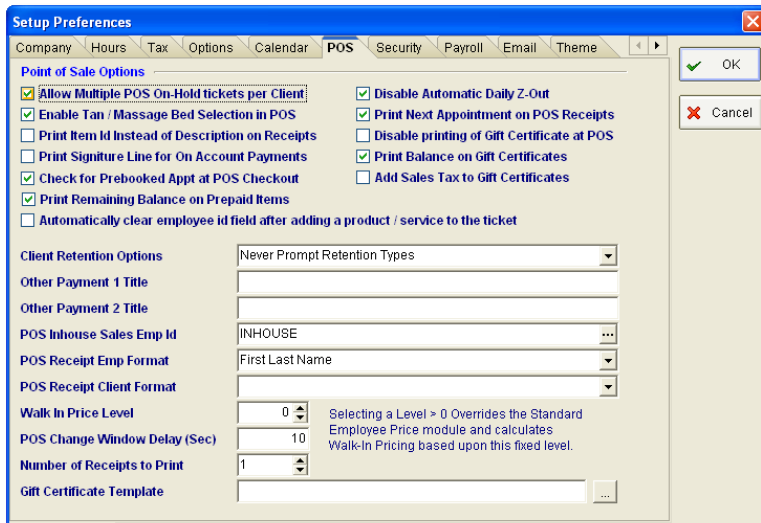 Setup Preferences
Company Hours Tax Options Calendar POS Security Payroll Email Theme
OK
Cancel
Point of Sale Options
Allow Multiple POS On-Hold tickets per Client
Disable Automatic Daily Z-Out
Enable Tan / Massage Bed Selection in POS
Print Next Appointment on POS Receipts
Print Item Id Instead of Description on Receipts
Disable printing of Gift Certificate at POS
Print Signiture Line for On Account Payments
Print Balance on Gift Certificates
Check for Prebooked Appt at POS Checkout
Add Sales Tax to Gift Certificates
Print Remaining Balance on Prepaid Items
Automatically clear employee id field after adding a product / service to the ticket
Client Retention Options Never Prompt Retention Types
Other Payment 1 Title
Other Payment 2 Title
POS Inhouse Sales Emp Id INHOUSE ...
POS Receipt Emp Format First Last Name
POS Receipt Client Format
Walk In Price Level 0
POS Change Window Delay (Sec) 10
Selecting a Level > 0 Overrides the Standard
Employee Price module and calculates
Walk-In Pricing based upon this fixed level.
Number of Receipts to Print 1
Gift Certificate Template ...